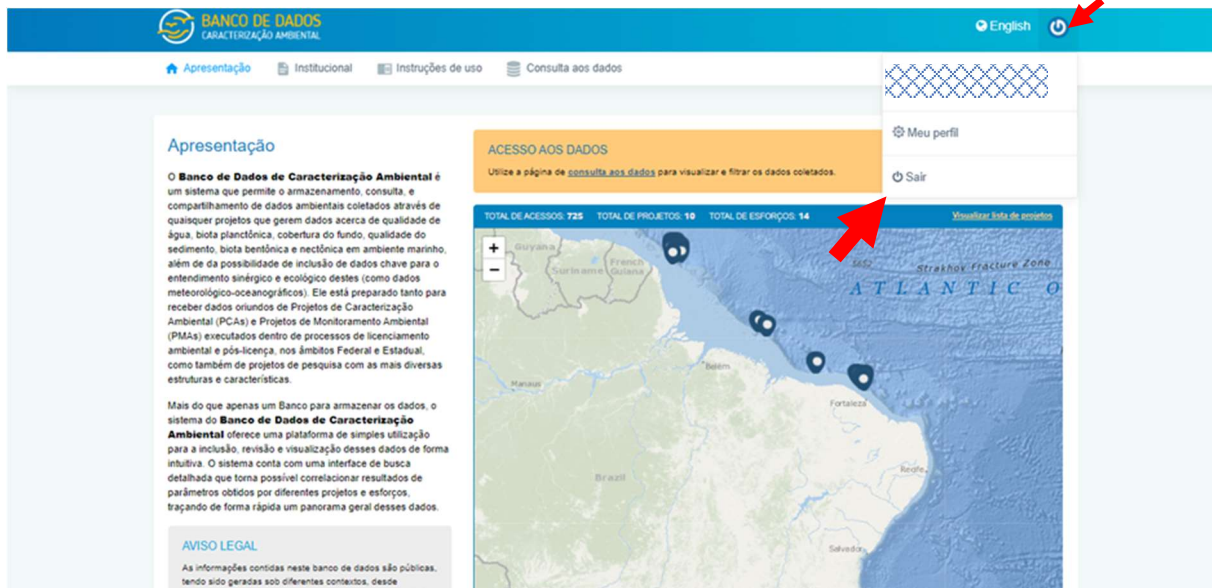 BANCO DE DADOS
CARACTERIZAÇÃO AMBIENTAL
English
Apresentação
Institucional
Instruções de uso
Consulta aos dados
Meu perfil
Sair
Apresentação
O Banco de Dados de Caracterização Ambiental é
um sistema que permite o armazenamento, consulta, e
compartilhamento de dados ambientais coletados através de
quaisquer projetos que gerem dados acerca de qualidade de
água, biota planctônica, cobertura do fundo, qualidade do
sedimento, biota bentônica e nectônica em ambiente marinho,
além de da possibilidade de inclusão de dados chave para o
entendimento sinérgico e ecológico destes (como dados
meteorológico-oceanográficos). Ele está preparado tanto para
receber dados oriundos de Projetos de Caracterização
Ambiental (PCAs) e Projetos de Monitoramento Ambiental
(PMAs) executados dentro de processos de licenciamento
ambiental e pós-licença, nos âmbitos Federal e Estadual,
como também de projetos de pesquisa com as mais diversas
estruturas e características.
Mais do que apenas um Banco para armazenar os dados, o
sistema do Banco de Dados de Caracterização
Ambiental oferece uma plataforma de simples utilização
para a inclusão, revisão e visualização desses dados de forma
intuitiva. O sistema conta com uma interface de busca
detalhada que torna possível correlacionar resultados de
parâmetros obtidos por diferentes projetos e esforços,
traçando de forma rápida um panorama geral desses dados.
AVISO LEGAL
As informações contidas neste banco de dados são públicas,
tendo sido geradas sob diferentes contextos, desde
ACESSO AOS DADOS
Utilize a página de consulta aos dados para visualizar e filtrar os dados coletados.
TOTAL DE ACESSOS: 725 TOTAL DE PROJETOS: 10 TOTAL DE ESFORÇOS: 14 Visualizar lista de projetos
+
−
Guyana
Suriname
French
Guiana
5652
Strakhov Fracture Zone
ATLANTIC O
Belém
Manaus
Fortaleza
Brazil
Recife
Salvador